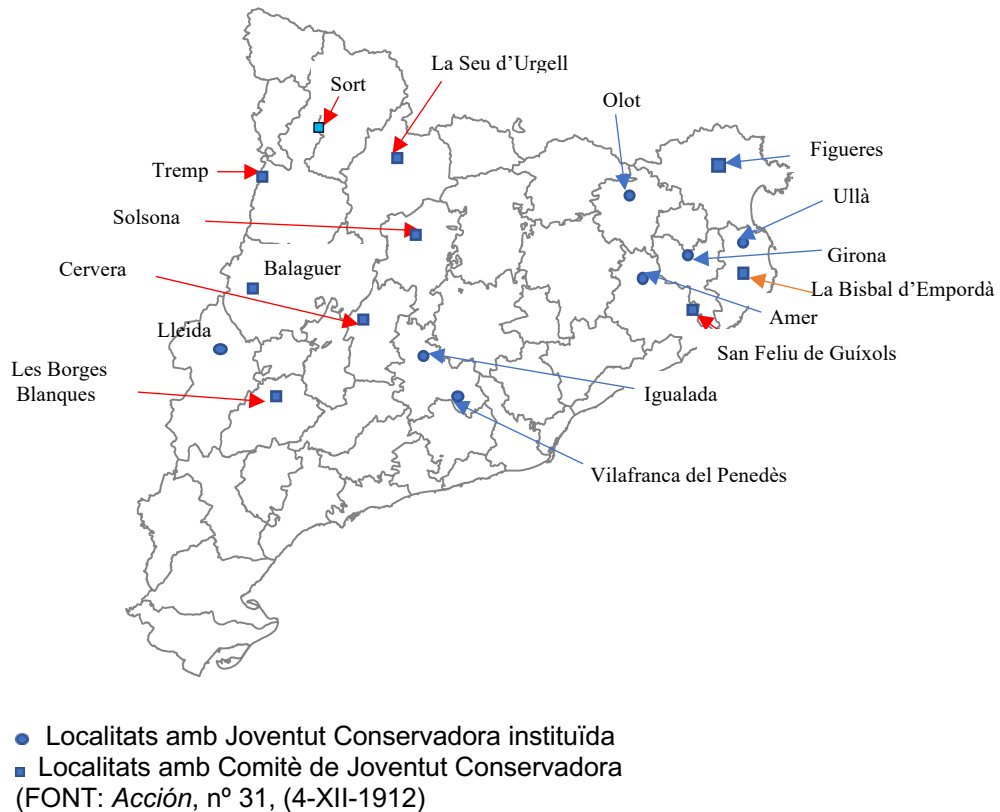 La Seu d'Urgell
Sort
Olot
Figueres
Tremp
Ullà
Solsona
Girona
Cervera
Balaguer
La Bisbal d'Empordà
Amer
Lleida
San Feliu de Guíxols
Les Borges
Blanques
Igualada
Vilafranca del Penedès
Localitats amb Joventut Conservadora instituïda
Localitats amb Comitè de Joventut Conservadora
(FONT: Acción, nº 31, (4-XII-1912)